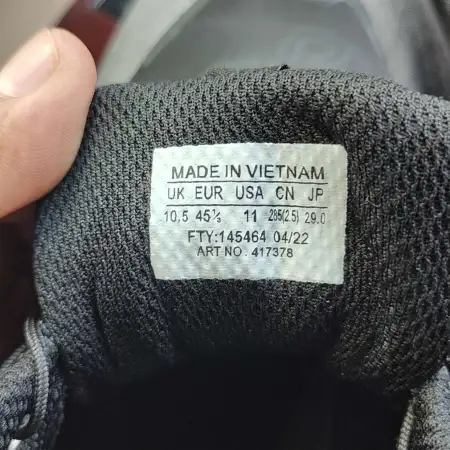 MADE IN VIETNAM
UK EUR USA CN JP
10.5 45⅓ 11 285(2.5) 29.0
FTY:145464 04/22
ART NO. 417378